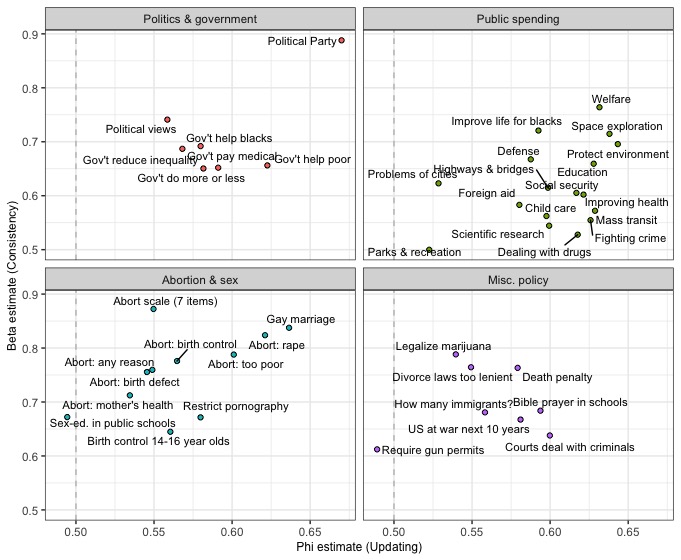 Politics & government
Public spending
Political Party
Political views
Gov't help blacks
Gov't reduce inequality
Gov't pay medical
Gov't help poor
Gov't do more or less
Welfare
Improve life for blacks
Space exploration
Defense
Protect environment
Highways & bridges
Education
Problems of cities
Social security
Foreign aid
Child care
Improving health
Mass transit
Scientific research
Fighting crime
Parks & recreation
Dealing with drugs
0.9
0.8
0.7
0.6
0.5
Abortion & sex
Misc. policy
Abort scale (7 items)
Gay marriage
Abort: birth control
Abort: rape
Abort: any reason
Abort: too poor
Abort: birth defect
Abort: mother's health
Restrict pornography
Sex-ed. in public schools
Birth control 14-16 year olds
Legalize marijuana
Divorce laws too lenient
Death penalty
How many immigrants?
Bible prayer in schools
US at war next 10 years
Courts deal with criminals
Require gun permits
0.9
0.8
0.7
0.6
0.5
0.50
0.55
0.60
0.65
0.50
0.55
0.60
0.65
Phi estimate (Updating)
Beta estimate (Consistency)